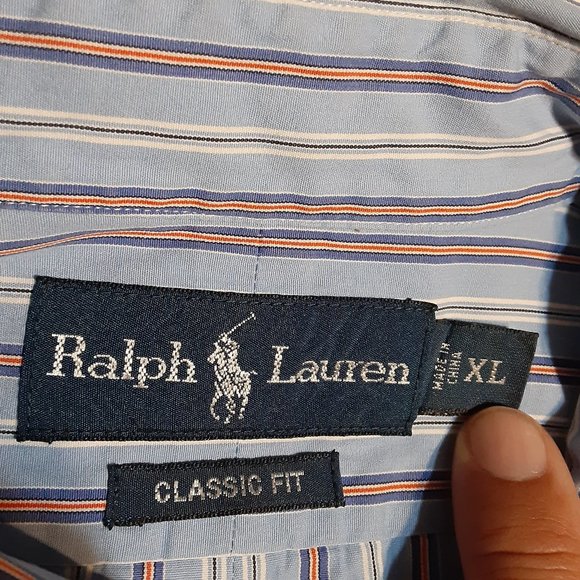 Ralph Lauren
MADE IN
CHINA
XL
CLASSIC FIT